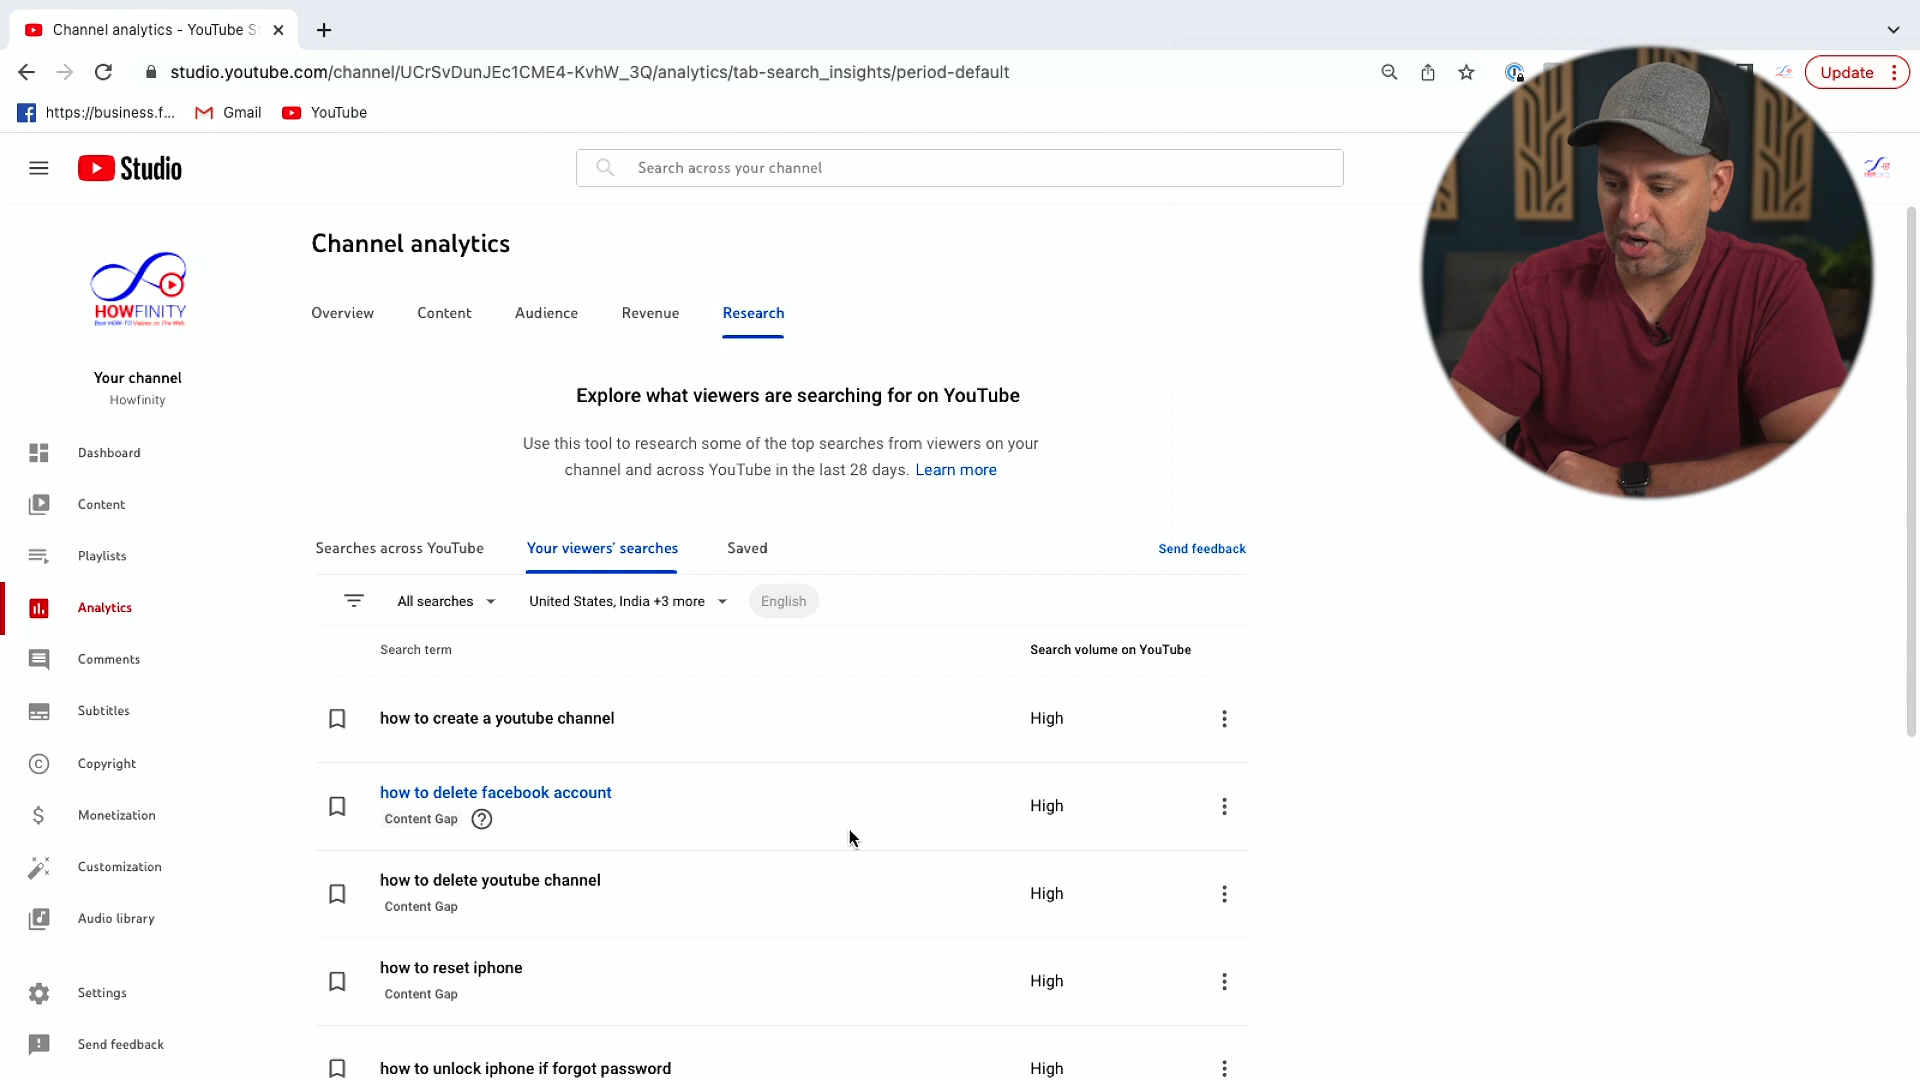 Channel analytics - YouTube S
studio.youtube.com/channel/UCrSvDunJEc1CME4-KvhW_3Q/analytics/tab-search_insights/period-default
Update
https://business.f...
Gmail
YouTube
Studio
Search across your channel
HOWFINITY
Your channel
Howfinity
Dashboard
Content
Playlists
Analytics
Comments
Subtitles
Copyright
Monetization
Customization
Audio library
Settings
Send feedback
Channel analytics
Overview
Content
Audience
Revenue
Research
Explore what viewers are searching for on YouTube
Use this tool to research some of the top searches from viewers on your
channel and across YouTube in the last 28 days. Learn more
Searches across YouTube
Your viewers' searches
Saved
Send feedback
All searches
United States, India +3 more
English
Search term
Search volume on YouTube
how to create a youtube channel
High
how to delete facebook account
Content Gap
High
how to delete youtube channel
Content Gap
High
how to reset iphone
Content Gap
High
how to unlock iphone if forgot password
High